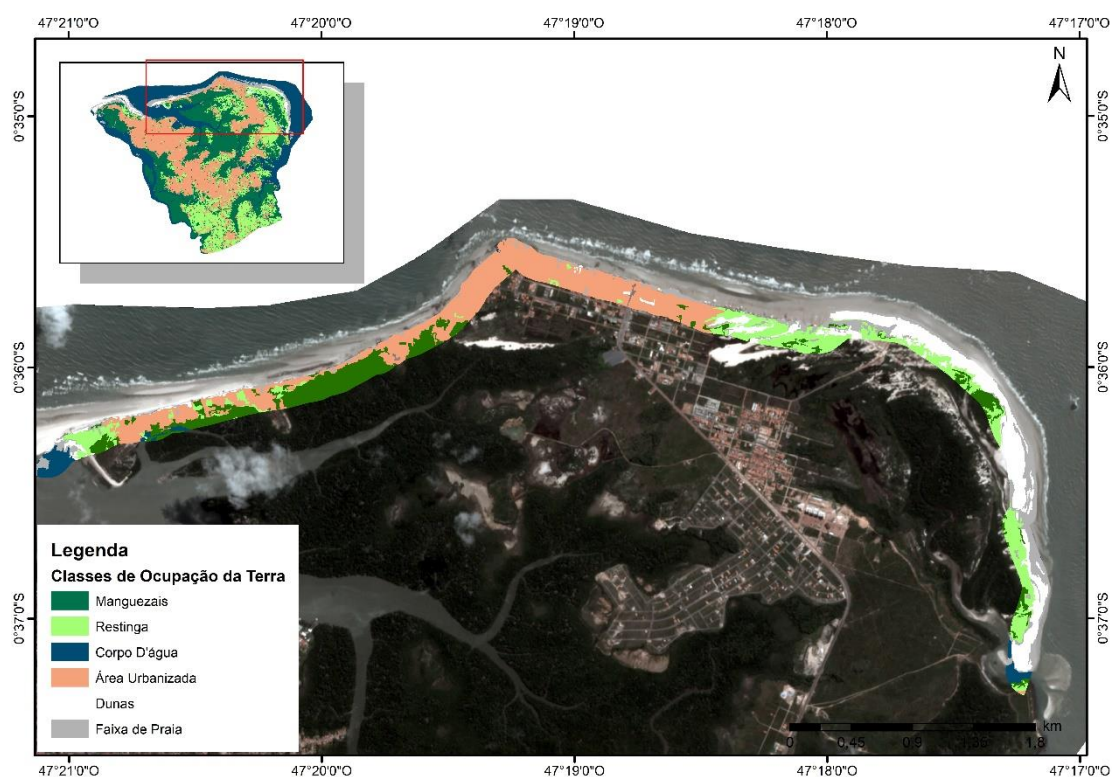 47°21'0"O 47°20'0"O 47°19'0"O 47°18'0"O 47°17'0"O
N
0°35'0"S 0°35'0"S
0°36'0"S 0°36'0"S
0°37'0"S 0°37'0"S
Legenda
Classes de Ocupação da Terra
Manguezais
Restinga
Corpo D'água
Área Urbanizada
Dunas
Faixa de Praia
km
0 0,45 0,9 1,35 1,8
47°21'0"O 47°20'0"O 47°19'0"O 47°18'0"O 47°17'0"O